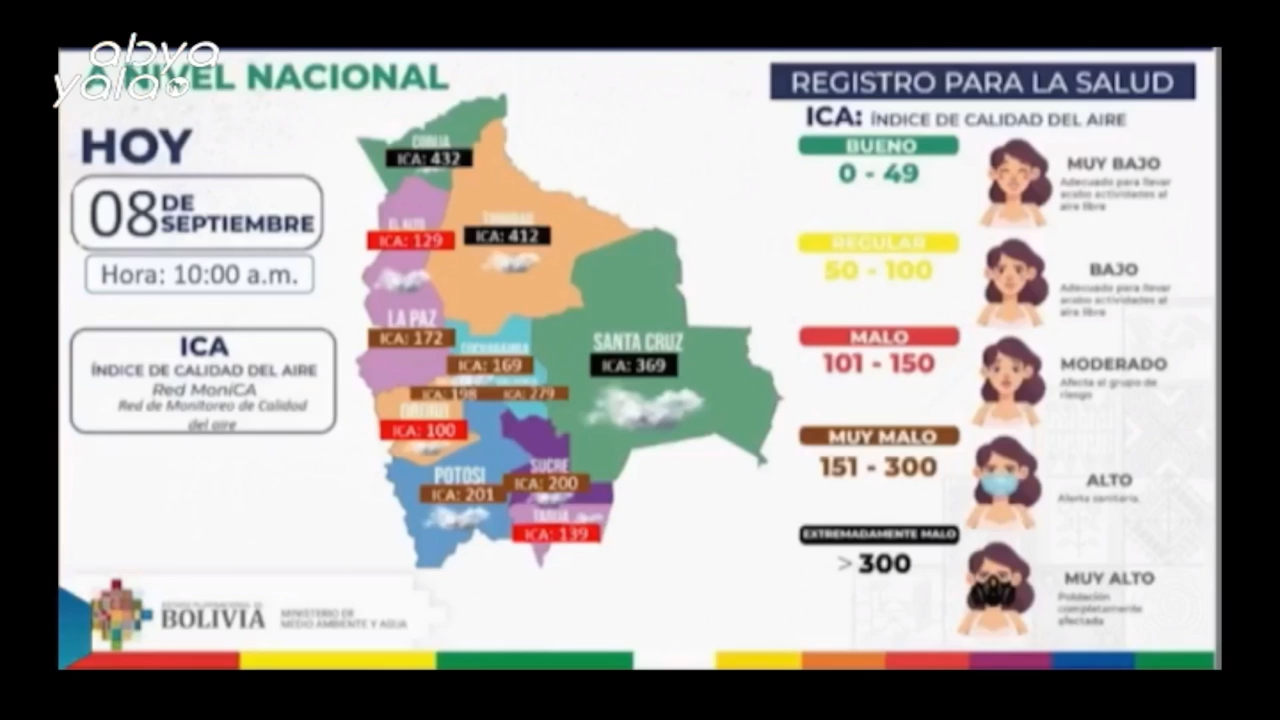 abya
yala
A NIVEL NACIONAL
HOY
08 DE
SEPTIEMBRE
Hora: 10:00 a.m.
ICA
ÍNDICE DE CALIDAD DEL AIRE
Red MoniCA
Red de Monitoreo de Calidad
del aire
COBIJA
ICA: 432
EL ALTO
ICA: 129
TRINIDAD
ICA: 412
LA PAZ
ICA: 172
COCHABAMBA
ICA: 169
SANTA CRUZ
ICA: 369
ICA: 198
ICA: 279
ICA: 100
POTOSI
ICA: 201
SUCRE
ICA: 200
TARIJA
ICA: 139
REGISTRO PARA LA SALUD
ICA: ÍNDICE DE CALIDAD DEL AIRE
BUENO
0 - 49
MUY BAJO
Adecuado para llevar
acabo actividades al
aire libre
REGULAR
50 - 100
BAJO
Adecuado para llevar
acabo actividades al
aire libre
MALO
101 - 150
MODERADO
Afecta al grupo de
riesgo
MUY MALO
151 - 300
ALTO
Alerta sanitaria.
EXTREMADAMENTE MALO
> 300
MUY ALTO
Población
completamente
afectada
BOLIVIA
MINISTERIO DE
MEDIO AMBIENTE Y AGUA